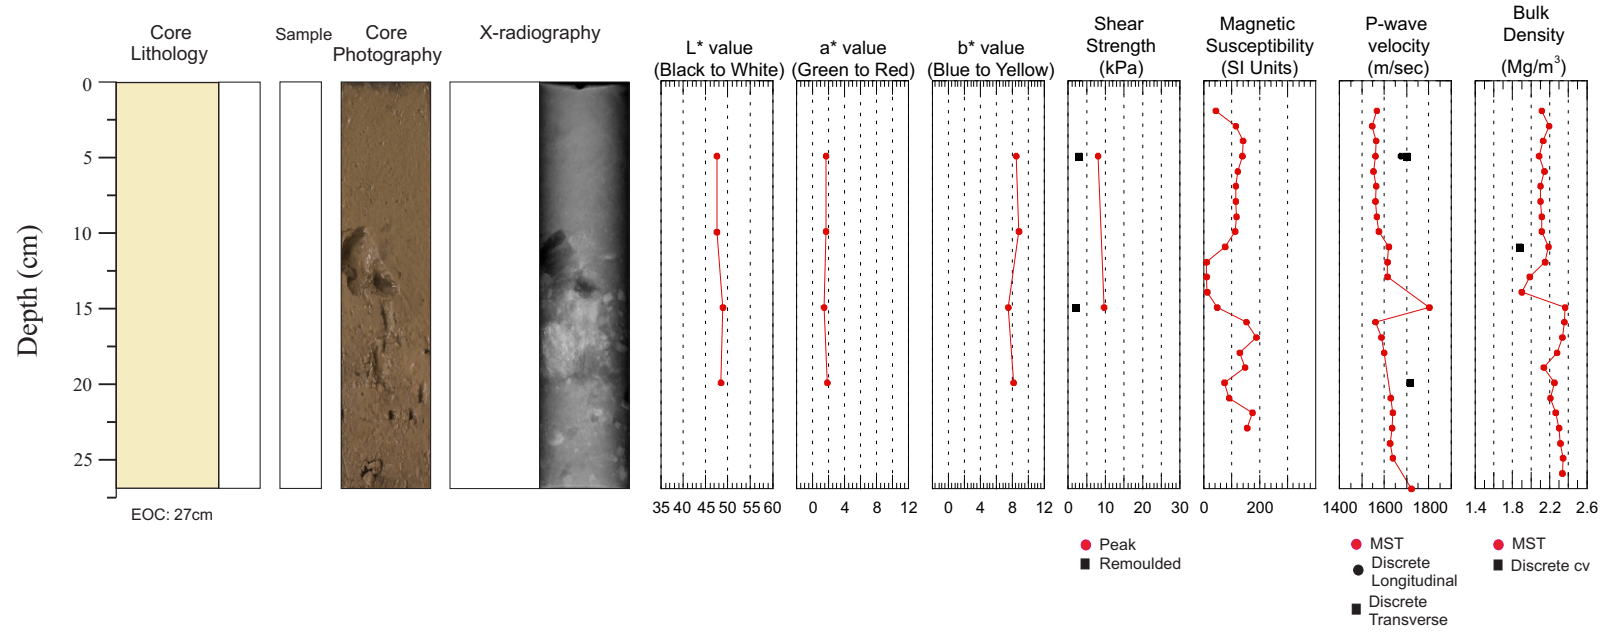 Core
Lithology
Sample
Core
Photography
X-radiography
L* value
(Black to White)
a* value
(Green to Red)
b* value
(Blue to Yellow)
Shear
Strength
(kPa)
Magnetic
Susceptibility
(SI Units)
P-wave
velocity
(m/sec)
Bulk
Density
(Mg/m³)
Depth (cm)
0
5
10
15
20
25
EOC: 27cm
35 40 45 50 55 60
0 4 8 12
0 4 8 12
0 10 20 30
0 200
1400 1600 1800
1.4 1.8 2.2 2.6
Peak
Remoulded
MST
Discrete
Longitudinal
Discrete
Transverse
MST
Discrete cv